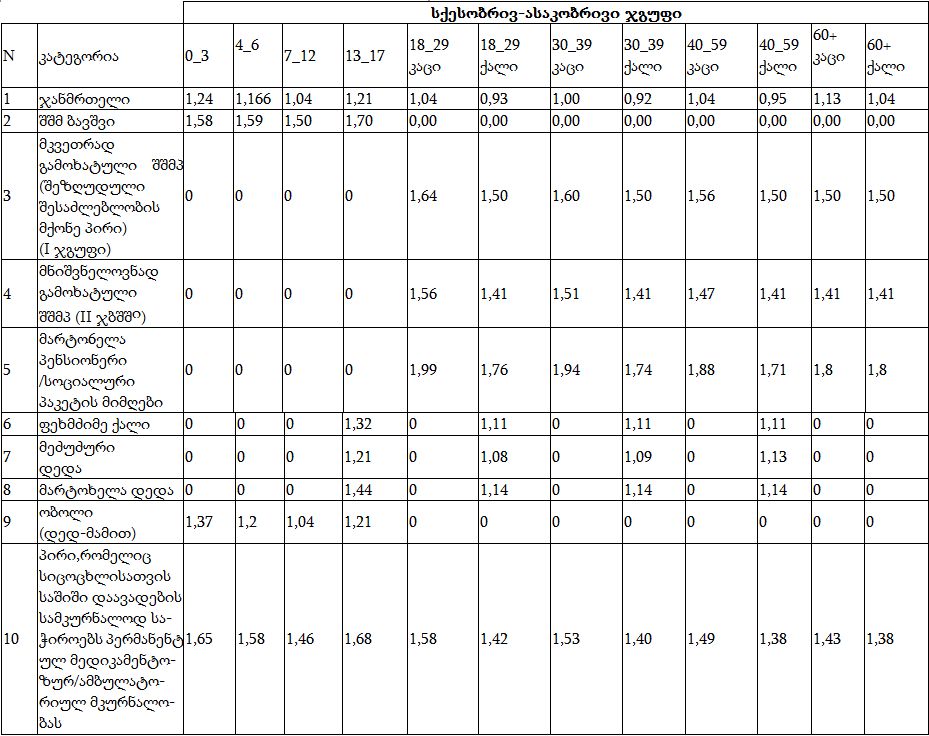 სქესობრივ-ასაკობრივი ჯგუფი
N კატეგორია 0_3 4_6 7_12 13_17 18_29 კაცი 18_29 ქალი 30_39 კაცი 30_39 ქალი 40_59 კაცი 40_59 ქალი 60+ კაცი 60+ ქალი
1 ჯანმრთელი 1,24 1,166 1,04 1,21 1,04 0,93 1,00 0,92 1,04 0,95 1,13 1,04
2 შშმ ბავშვი 1,58 1,59 1,50 1,70 0,00 0,00 0,00 0,00 0,00 0,00 0,00 0,00
მკვეთრად
გამოხატული შშმპ
(შეზღუდული
3 შესაძლებლობის 0 0 0 0 1,64 1,50 1,60 1,50 1,56 1,50 1,50 1,50
მქონე პირი)
(I ჯგუფი)
მნიშვნელოვნად
4 გამოხატული 0 0 0 0 1,56 1,41 1,51 1,41 1,47 1,41 1,41 1,41
შშმპ (II ჯბშში)
მარტონელა
პენსიონერი
5 /სოციალური 0 0 0 0 1,99 1,76 1,94 1,74 1,88 1,71 1,8 1,8
პაკეტის მიმღები
6 ფეხმძიმე ქალი 0 0 0 1,32 0 1,11 0 1,11 0 1,11 0 0
მეძუძური
7 დედა 0 0 0 1,21 0 1,08 0 1,09 0 1,13 0 0
8 მარტოხელა დედა 0 0 0 1,44 0 1,14 0 1,14 0 1,14 0 0
ობოლი
9 (დედ-მამით) 1,37 1,2 1,04 1,21 0 0 0 0 0 0 0 0
პირი,რომელიც
სიცოცხლისათვის
საშიში დაავადების
სამკურნალოდ სა-
10 ჭიროებს პერმანენტ 1,65 1,58 1,46 1,68 1,58 1,42 1,53 1,40 1,49 1,38 1,43 1,38
ულ მედიკამენტო-
ზურ/ამბულატო-
რიულ მკურნალო-
ბას